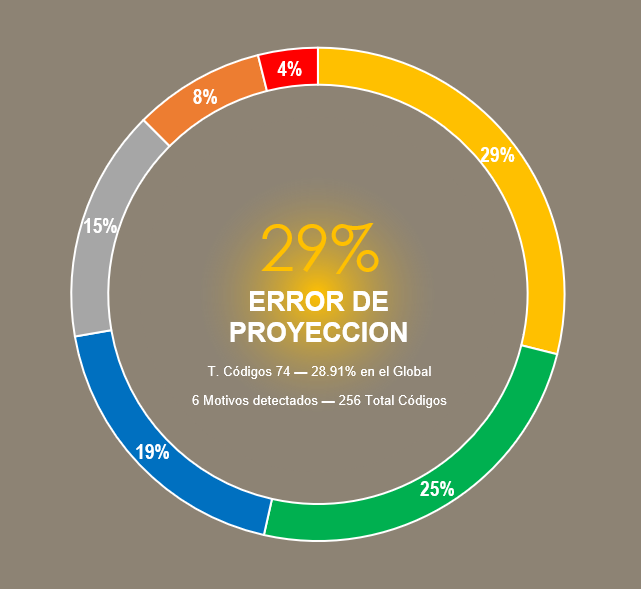 4%
8%
29%
15%
29%
ERROR DE
PROYECCION
T. Códigos 74 — 28.91% en el Global
6 Motivos detectados — 256 Total Códigos
19%
25%